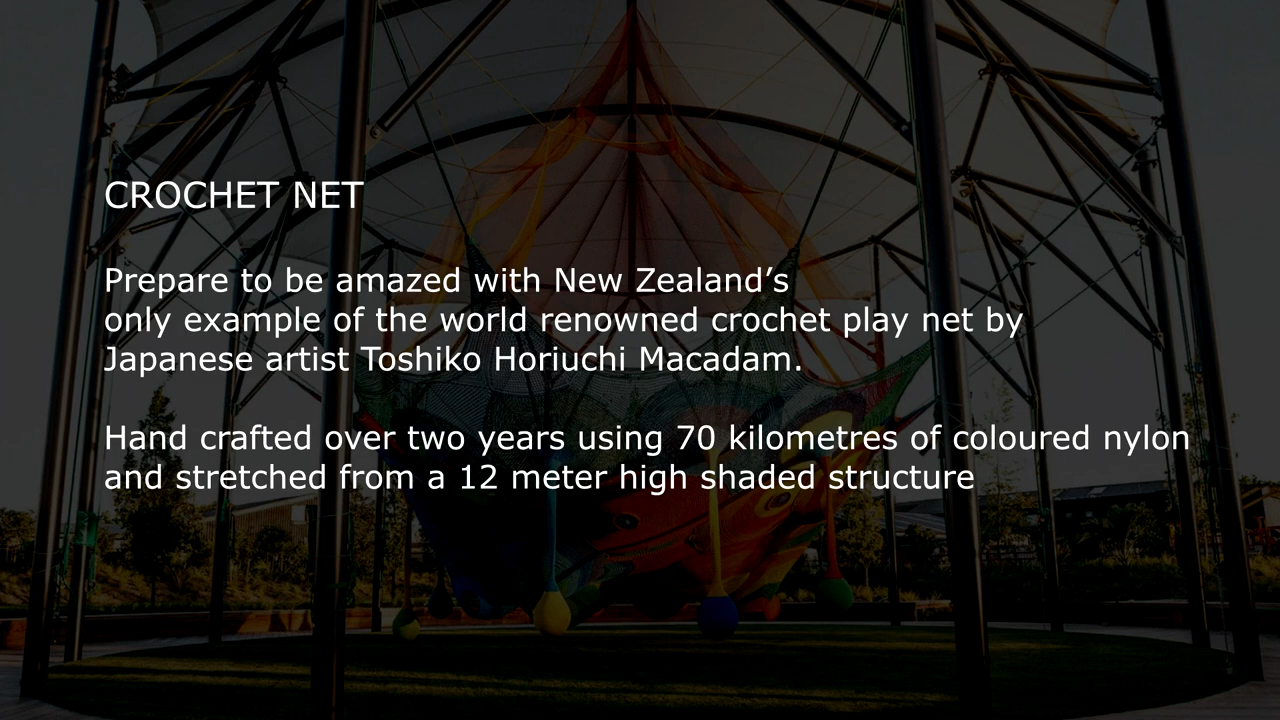 CROCHET NET
Prepare to be amazed with New Zealand’s
only example of the world renowned crochet play net by
Japanese artist Toshiko Horiuchi Macadam.
Hand crafted over two years using 70 kilometres of coloured nylon
and stretched from a 12 meter high shaded structure